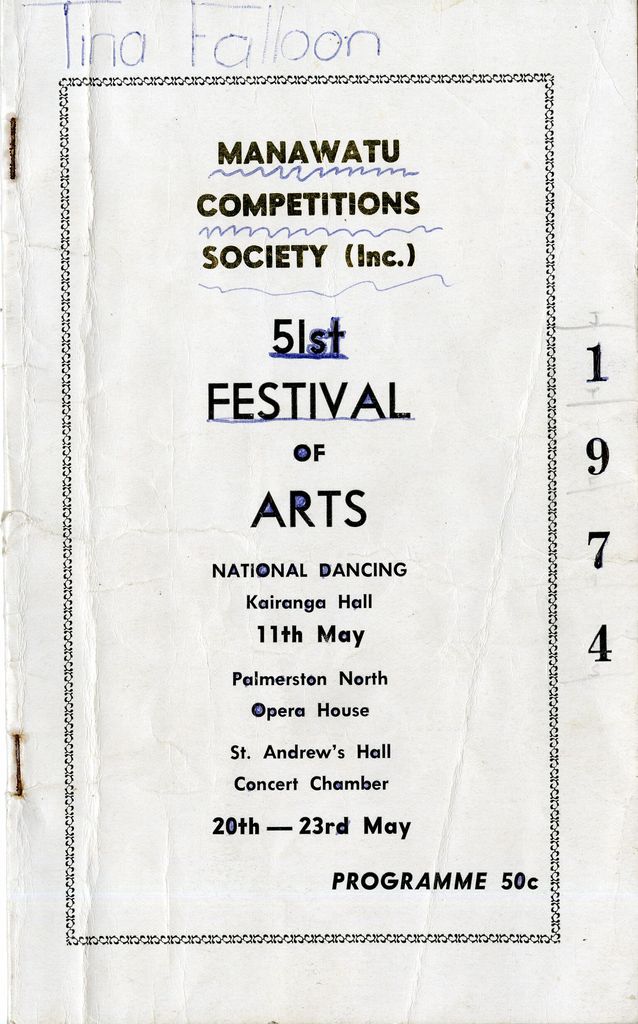 Tina Falloon
MANAWATU
COMPETITIONS
SOCIETY (Inc.)
51st
FESTIVAL
OF
ARTS
NATIONAL DANCING
Kairanga Hall
11th May
Palmerston North
Opera House
St. Andrew's Hall
Concert Chamber
20th — 23rd May
PROGRAMME 50c
1
9
7
4